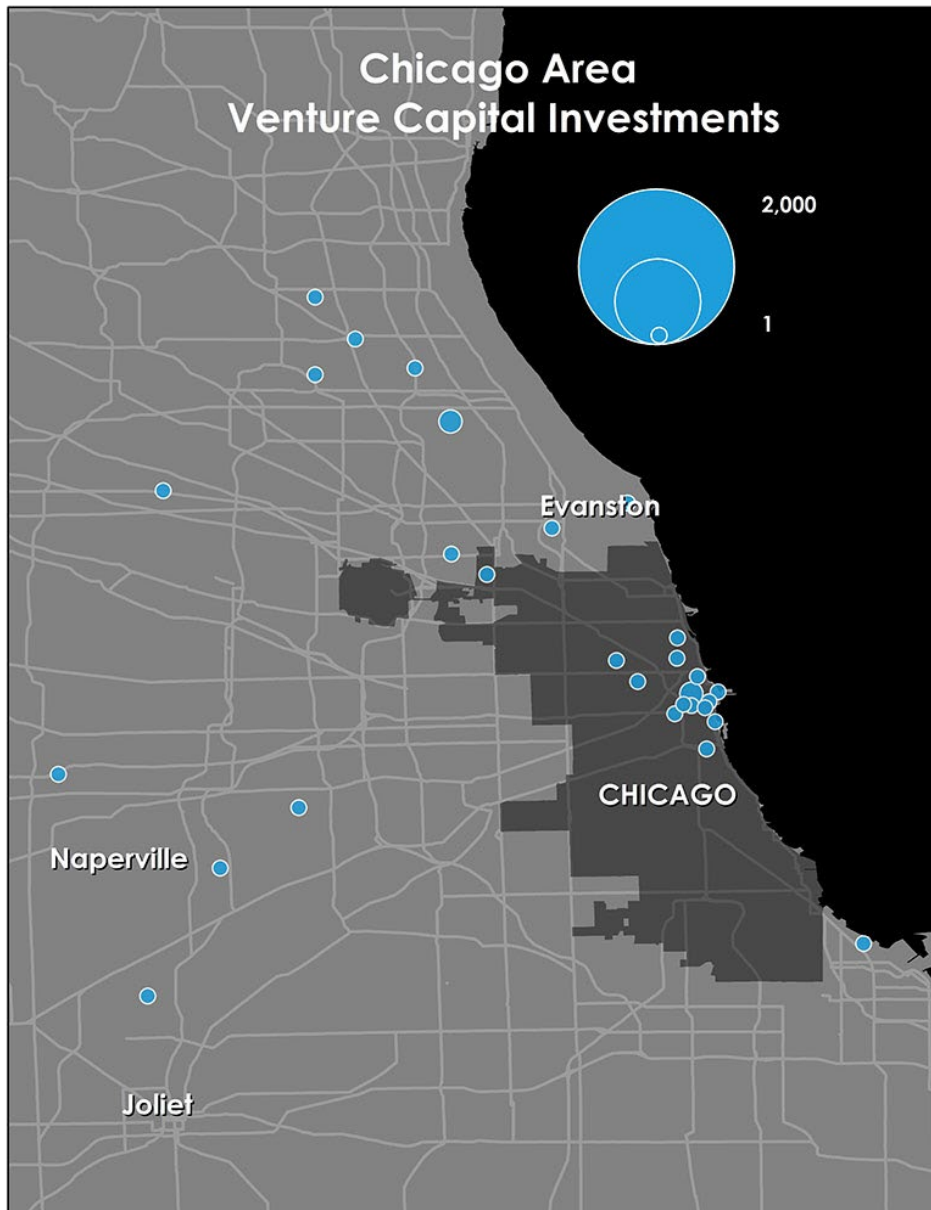 Chicago Area
Venture Capital Investments
2,000
1
Evanston
CHICAGO
Naperville
Joliet